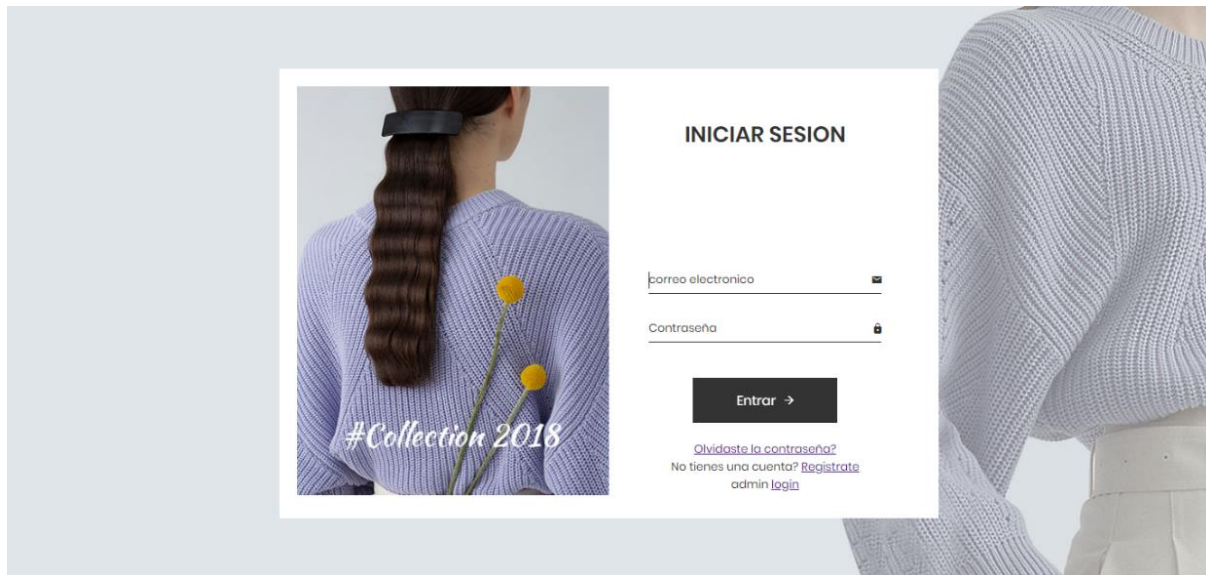 INICIAR SESION
correo electronico
Contraseña
Entrar →
#Collection 2018
Olvidaste la contraseña?
No tienes una cuenta? Registrate
admin login